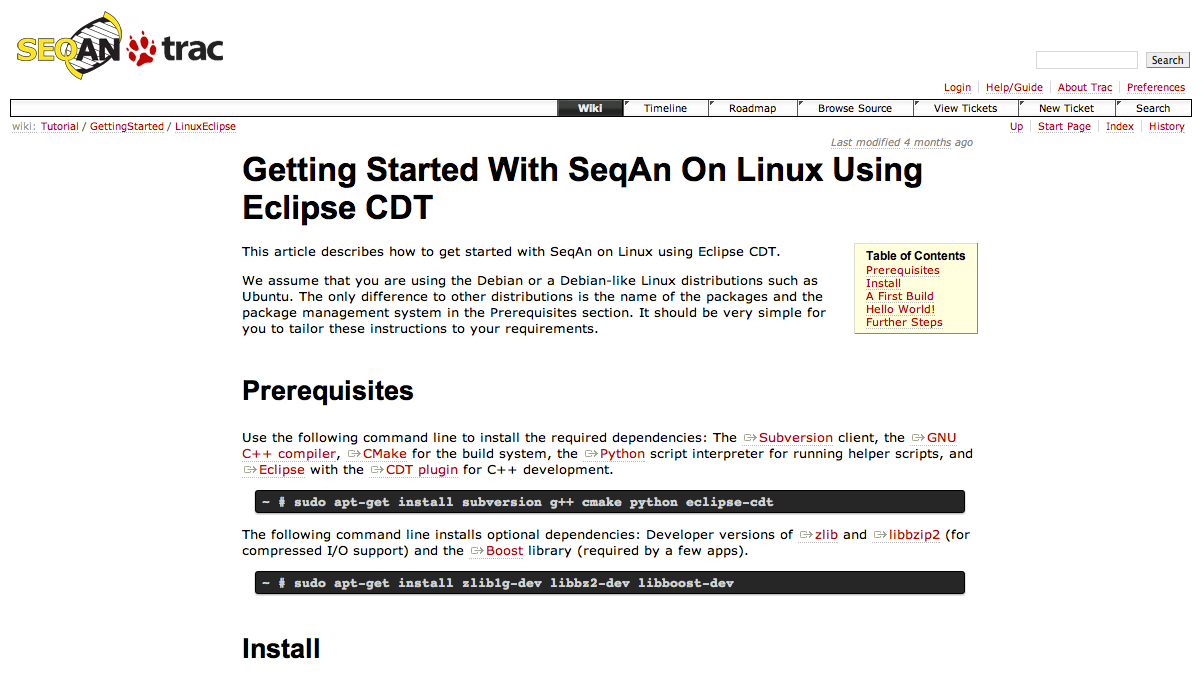 SEQAN trac
Search
Login Help/Guide About Trac Preferences
Wiki Timeline Roadmap Browse Source View Tickets New Ticket Search
wiki: Tutorial / GettingStarted / LinuxEclipse
Up Start Page Index History
Last modified 4 months ago
Getting Started With SeqAn On Linux Using
Eclipse CDT
This article describes how to get started with SeqAn on Linux using Eclipse CDT.
We assume that you are using the Debian or a Debian-like Linux distributions such as
Ubuntu. The only difference to other distributions is the name of the packages and the
package management system in the Prerequisites section. It should be very simple for
you to tailor these instructions to your requirements.
Table of Contents
Prerequisites
Install
A First Build
Hello World!
Further Steps
Prerequisites
Use the following command line to install the required dependencies: The Subversion client, the GNU
C++ compiler, CMake for the build system, the Python script interpreter for running helper scripts, and
Eclipse with the CDT plugin for C++ development.
~ # sudo apt-get install subversion g++ cmake python eclipse-cdt
The following command line installs optional dependencies: Developer versions of zlib and libbzip2 (for
compressed I/O support) and the Boost library (required by a few apps).
~ # sudo apt-get install zlib1g-dev libbz2-dev libboost-dev
Install